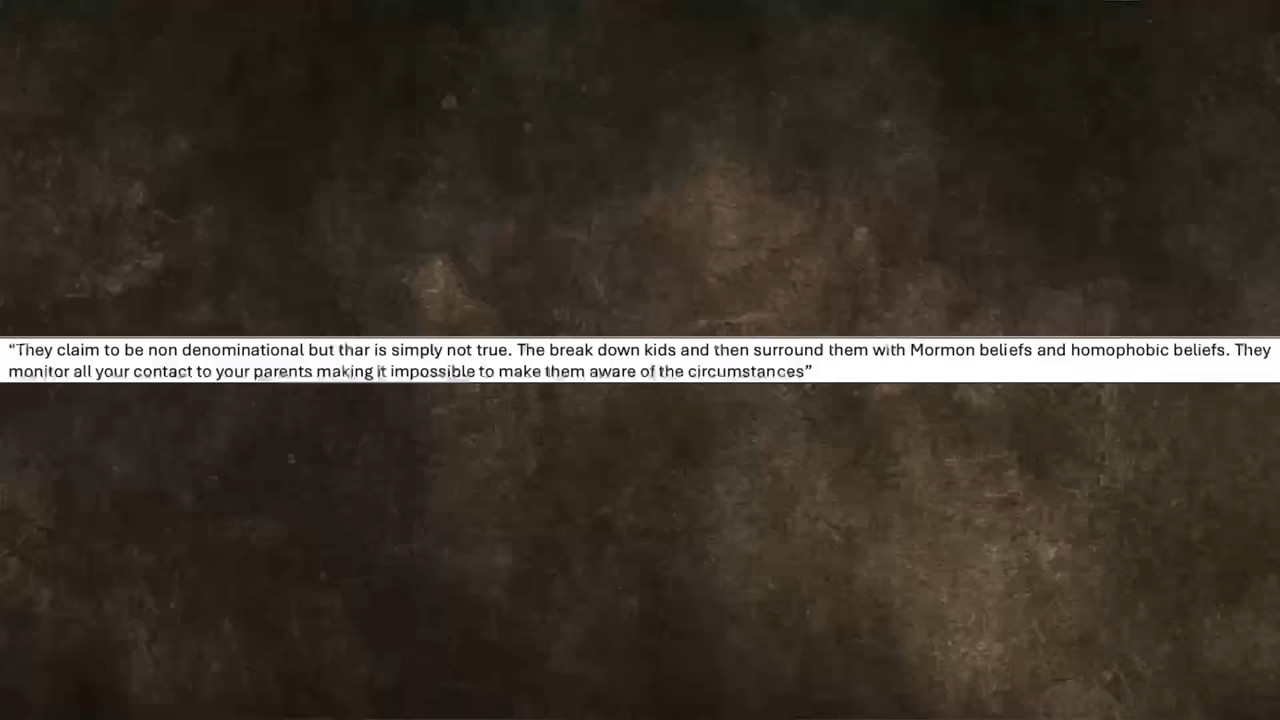 “They claim to be non denominational but thar is simply not true. The break down kids and then surround them with Mormon beliefs and homophobic beliefs. They
monitor all your contact to your parents making it impossible to make them aware of the circumstances”